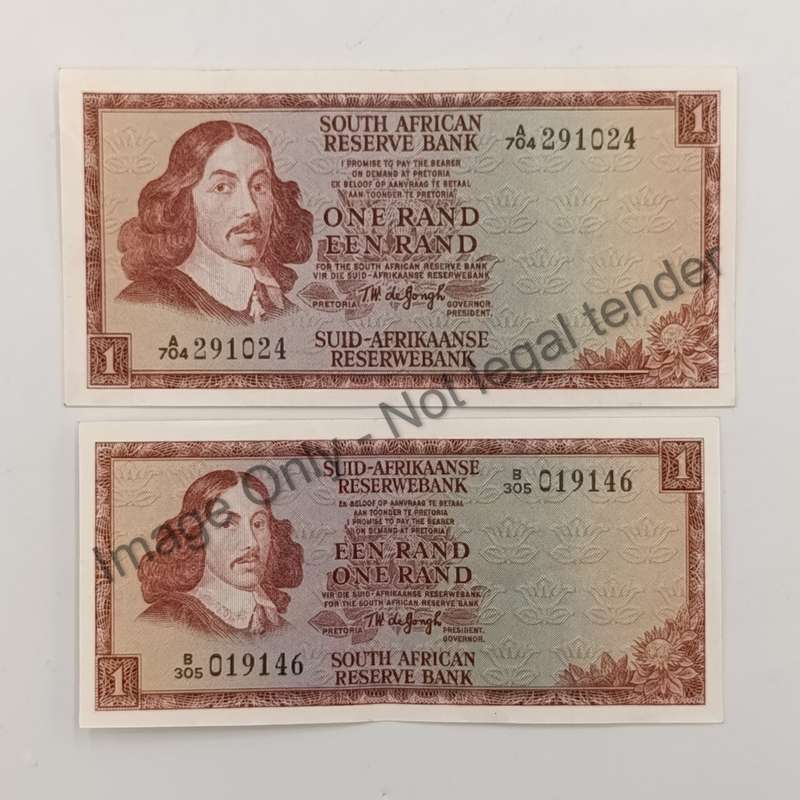 1
SOUTH AFRICAN
RESERVE BANK
A/704 291024
I PROMISE TO PAY THE BEARER
ON DEMAND AT PRETORIA
EK BELOOF OP AANVRAAG TE BETAAL
AAN TOONDER TE PRETORIA
ONE RAND
EEN RAND
FOR THE SOUTH AFRICAN RESERVE BANK
VIR DIE SUID-AFRIKAANSE RESERWEBANK
PRETORIA T.W. de Jongh GOVERNOR.
PRESIDENT.
A/704 291024
SUID-AFRIKAANSE
RESERWEBANK
1
Image Only - Not legal tender
1
SUID-AFRIKAANSE
RESERWEBANK
B/305 019146
EK BELOOF OP AANVRAAG TE BETAAL
AAN TOONDER TE PRETORIA
I PROMISE TO PAY THE BEARER
ON DEMAND AT PRETORIA
EEN RAND
ONE RAND
VIR DIE SUID-AFRIKAANSE RESERWEBANK
FOR THE SOUTH AFRICAN RESERVE BANK
PRETORIA T.W. de Jongh PRESIDENT.
GOVERNOR.
B/305 019146
SOUTH AFRICAN
RESERVE BANK
1